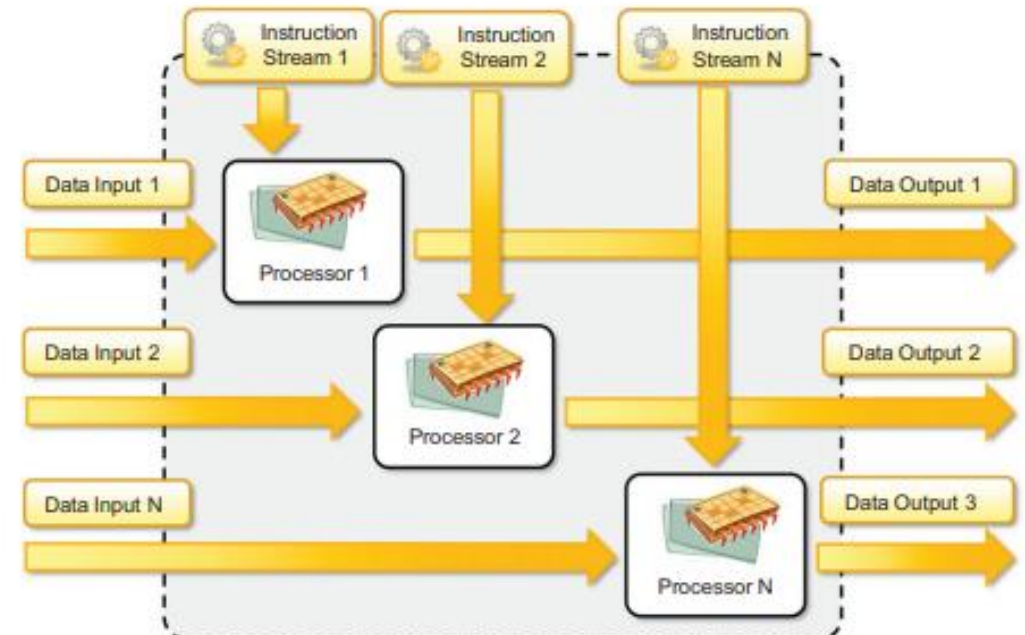 Instruction
Stream 1
Instruction
Stream 2
Instruction
Stream N
Data Input 1
Data Output 1
Processor 1
Data Input 2
Data Output 2
Processor 2
Data Input N
Data Output 3
Processor N